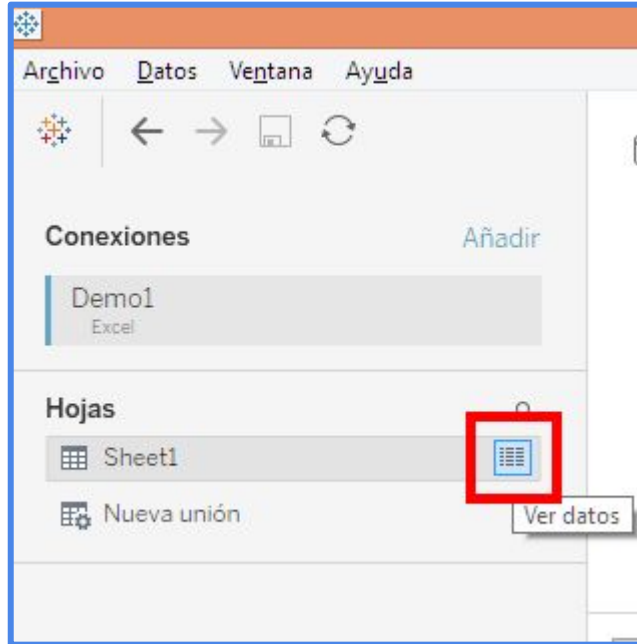 Archivo Datos Ventana Ayuda
Conexiones Añadir
Demo1
Excel
Hojas
Sheet1
Nueva unión
Ver datos